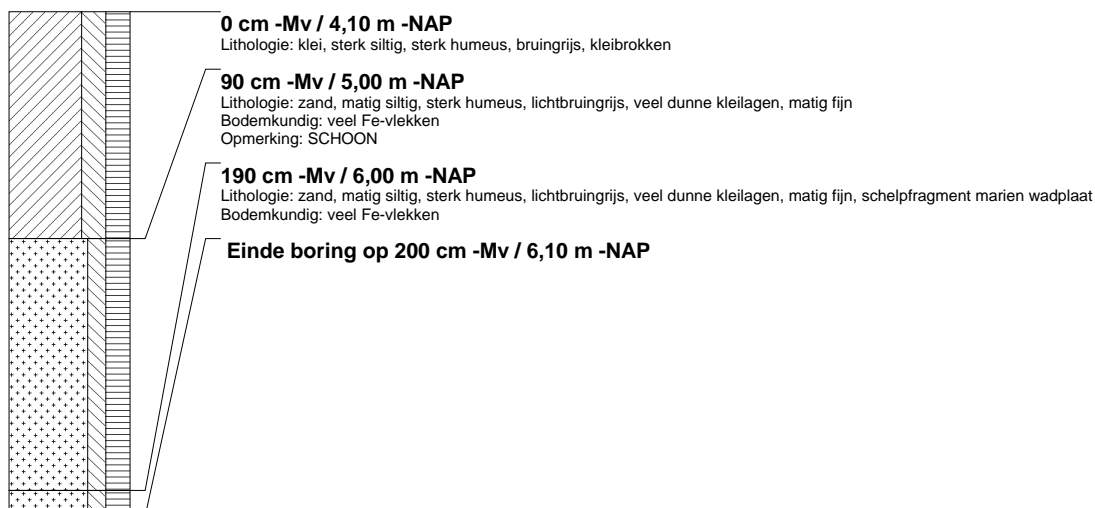 0 cm -Mv / 4,10 m -NAP
Lithologie: klei, sterk siltig, sterk humeus, bruingrijs, kleibrokken
90 cm -Mv / 5,00 m -NAP
Lithologie: zand, matig siltig, sterk humeus, lichtbruingrijs, veel dunne kleilagen, matig fijn
Bodemkundig: veel Fe-vlekken
Opmerking: SCHOON
190 cm -Mv / 6,00 m -NAP
Lithologie: zand, matig siltig, sterk humeus, lichtbruingrijs, veel dunne kleilagen, matig fijn, schelpfragment marien wadplaat
Bodemkundig: veel Fe-vlekken
Einde boring op 200 cm -Mv / 6,10 m -NAP